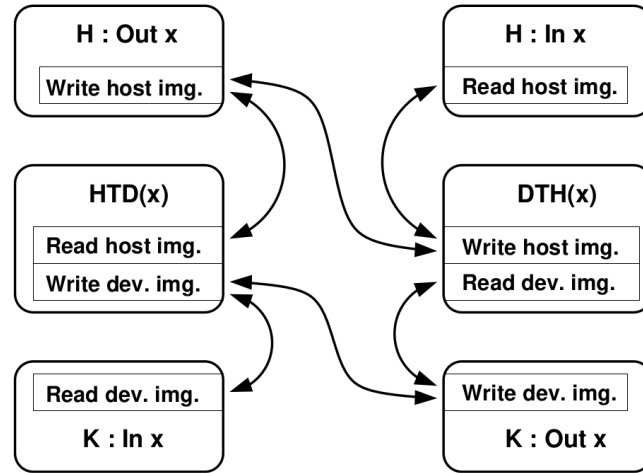 H : Out x
Write host img.
H : In x
Read host img.
HTD(x)
Read host img.
Write dev. img.
DTH(x)
Write host img.
Read dev. img.
Read dev. img.
K : In x
Write dev. img.
K : Out x